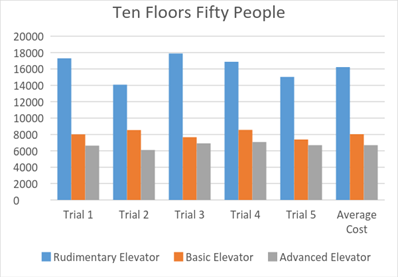 Ten Floors Fifty People
20000
18000
16000
14000
12000
10000
8000
6000
4000
2000
0
Trial 1 Trial 2 Trial 3 Trial 4 Trial 5 Average
Cost
Rudimentary Elevator Basic Elevator Advanced Elevator